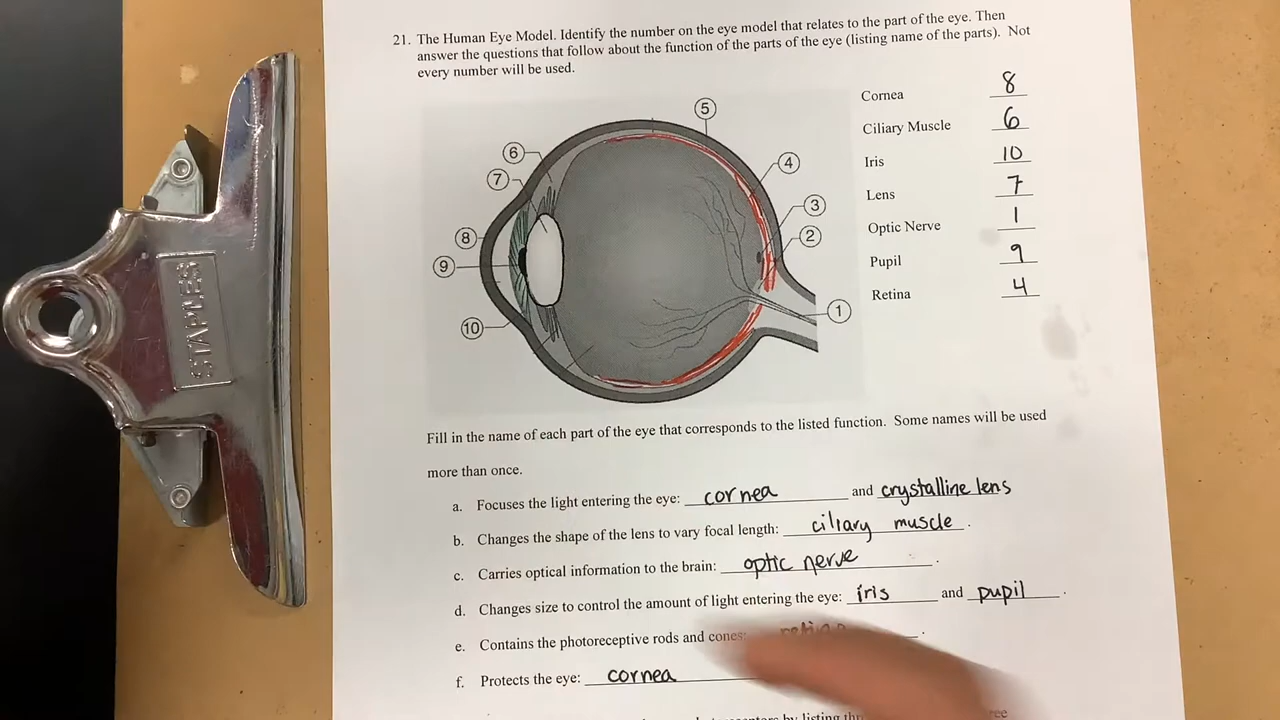 21. The Human Eye Model. Identify the number on the eye model that relates to the part of the eye. Then
answer the questions that follow about the function of the parts of the eye (listing name of the parts). Not
every number will be used.
Cornea 8
Ciliary Muscle 6
Iris 10
Lens 7
Optic Nerve 1
Pupil 9
Retina 4
5
6
4
7
3
8
2
9
1
10
STAPLES
Fill in the name of each part of the eye that corresponds to the listed function. Some names will be used
more than once.
a. Focuses the light entering the eye: cornea and crystalline lens
b. Changes the shape of the lens to vary focal length: ciliary muscle .
c. Carries optical information to the brain: optic nerve .
d. Changes size to control the amount of light entering the eye: iris and pupil .
e. Contains the photoreceptive rods and cones: retina .
f. Protects the eye: cornea
by listing